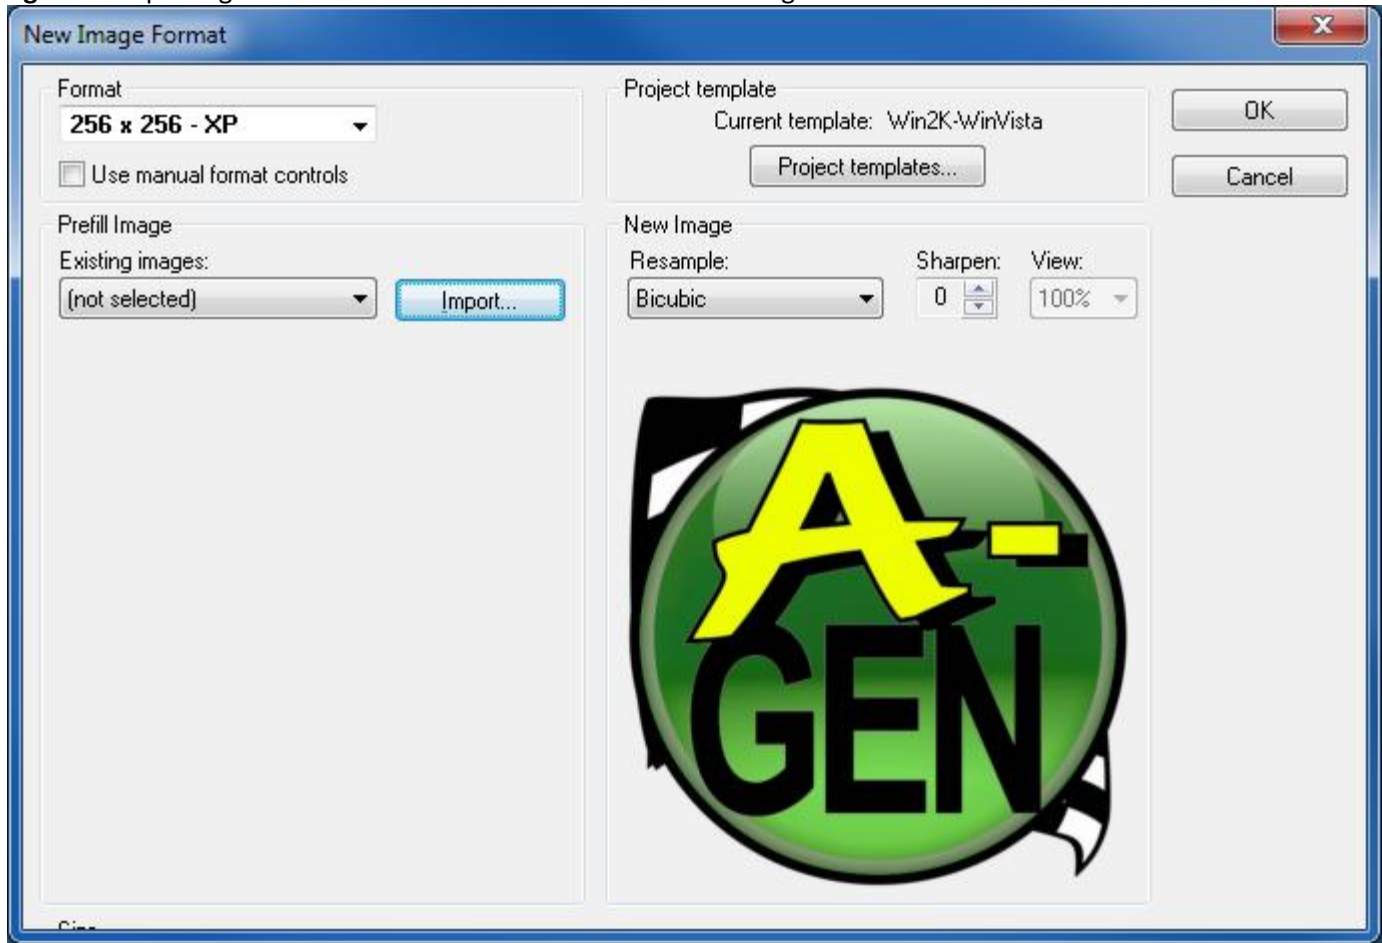 New Image Format
Format
256 x 256 - XP
Use manual format controls
Project template
Current template: Win2K-WinVista
Project templates...
OK
Cancel
Prefill Image
Existing images:
(not selected)
Import...
New Image
Resample:
Bicubic
Sharpen:
0
View:
100%
A-
GEN